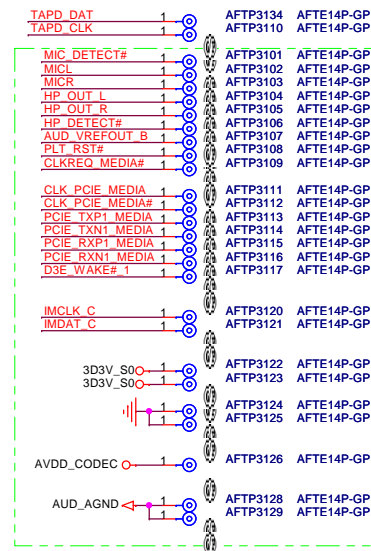 TAPD_DAT 1 AFTP3134 AFTE14P-GP
TAPD_CLK 1 AFTP3110 AFTE14P-GP
MIC_DETECT# 1 AFTP3101 AFTE14P-GP
MICL 1 AFTP3102 AFTE14P-GP
MICR 1 AFTP3103 AFTE14P-GP
HP_OUT_L 1 AFTP3104 AFTE14P-GP
HP_OUT_R 1 AFTP3105 AFTE14P-GP
HP_DETECT# 1 AFTP3106 AFTE14P-GP
AUD_VREFOUT_B 1 AFTP3107 AFTE14P-GP
PLT_RST# 1 AFTP3108 AFTE14P-GP
CLKREQ_MEDIA# 1 AFTP3109 AFTE14P-GP
CLK_PCIE_MEDIA 1 AFTP3111 AFTE14P-GP
CLK_PCIE_MEDIA# 1 AFTP3112 AFTE14P-GP
PCIE_TXP1_MEDIA 1 AFTP3113 AFTE14P-GP
PCIE_TXN1_MEDIA 1 AFTP3114 AFTE14P-GP
PCIE_RXP1_MEDIA 1 AFTP3115 AFTE14P-GP
PCIE_RXN1_MEDIA 1 AFTP3116 AFTE14P-GP
D3E_WAKE#_1 1 AFTP3117 AFTE14P-GP
IMCLK_C 1 AFTP3120 AFTE14P-GP
IMDAT_C 1 AFTP3121 AFTE14P-GP
3D3V_S0 1 AFTP3122 AFTE14P-GP
3D3V_S0 1 AFTP3123 AFTE14P-GP
1 AFTP3124 AFTE14P-GP
1 AFTP3125 AFTE14P-GP
AVDD_CODEC 1 AFTP3126 AFTE14P-GP
AUD_AGND 1 AFTP3128 AFTE14P-GP
1 AFTP3129 AFTE14P-GP